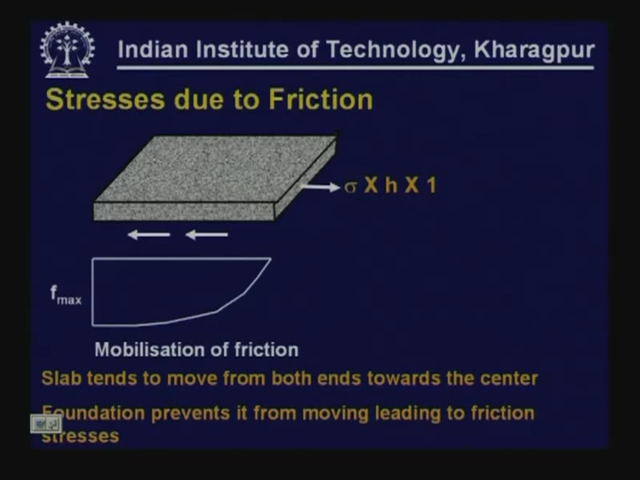 Indian Institute of Technology, Kharagpur
Stresses due to Friction
σ X h X 1
fmax
Mobilisation of friction
Slab tends to move from both ends towards the center
Foundation prevents it from moving leading to friction
stresses